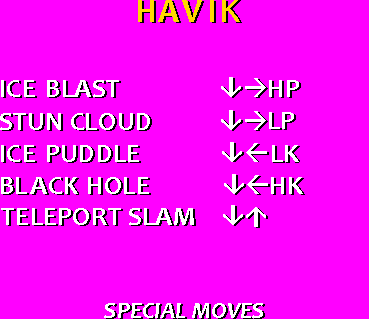 HAVIK
ICE BLAST ↓→HP
STUN CLOUD ↓→LP
ICE PUDDLE ↓←LK
BLACK HOLE ↓←HK
TELEPORT SLAM ↓↑
SPECIAL MOVES